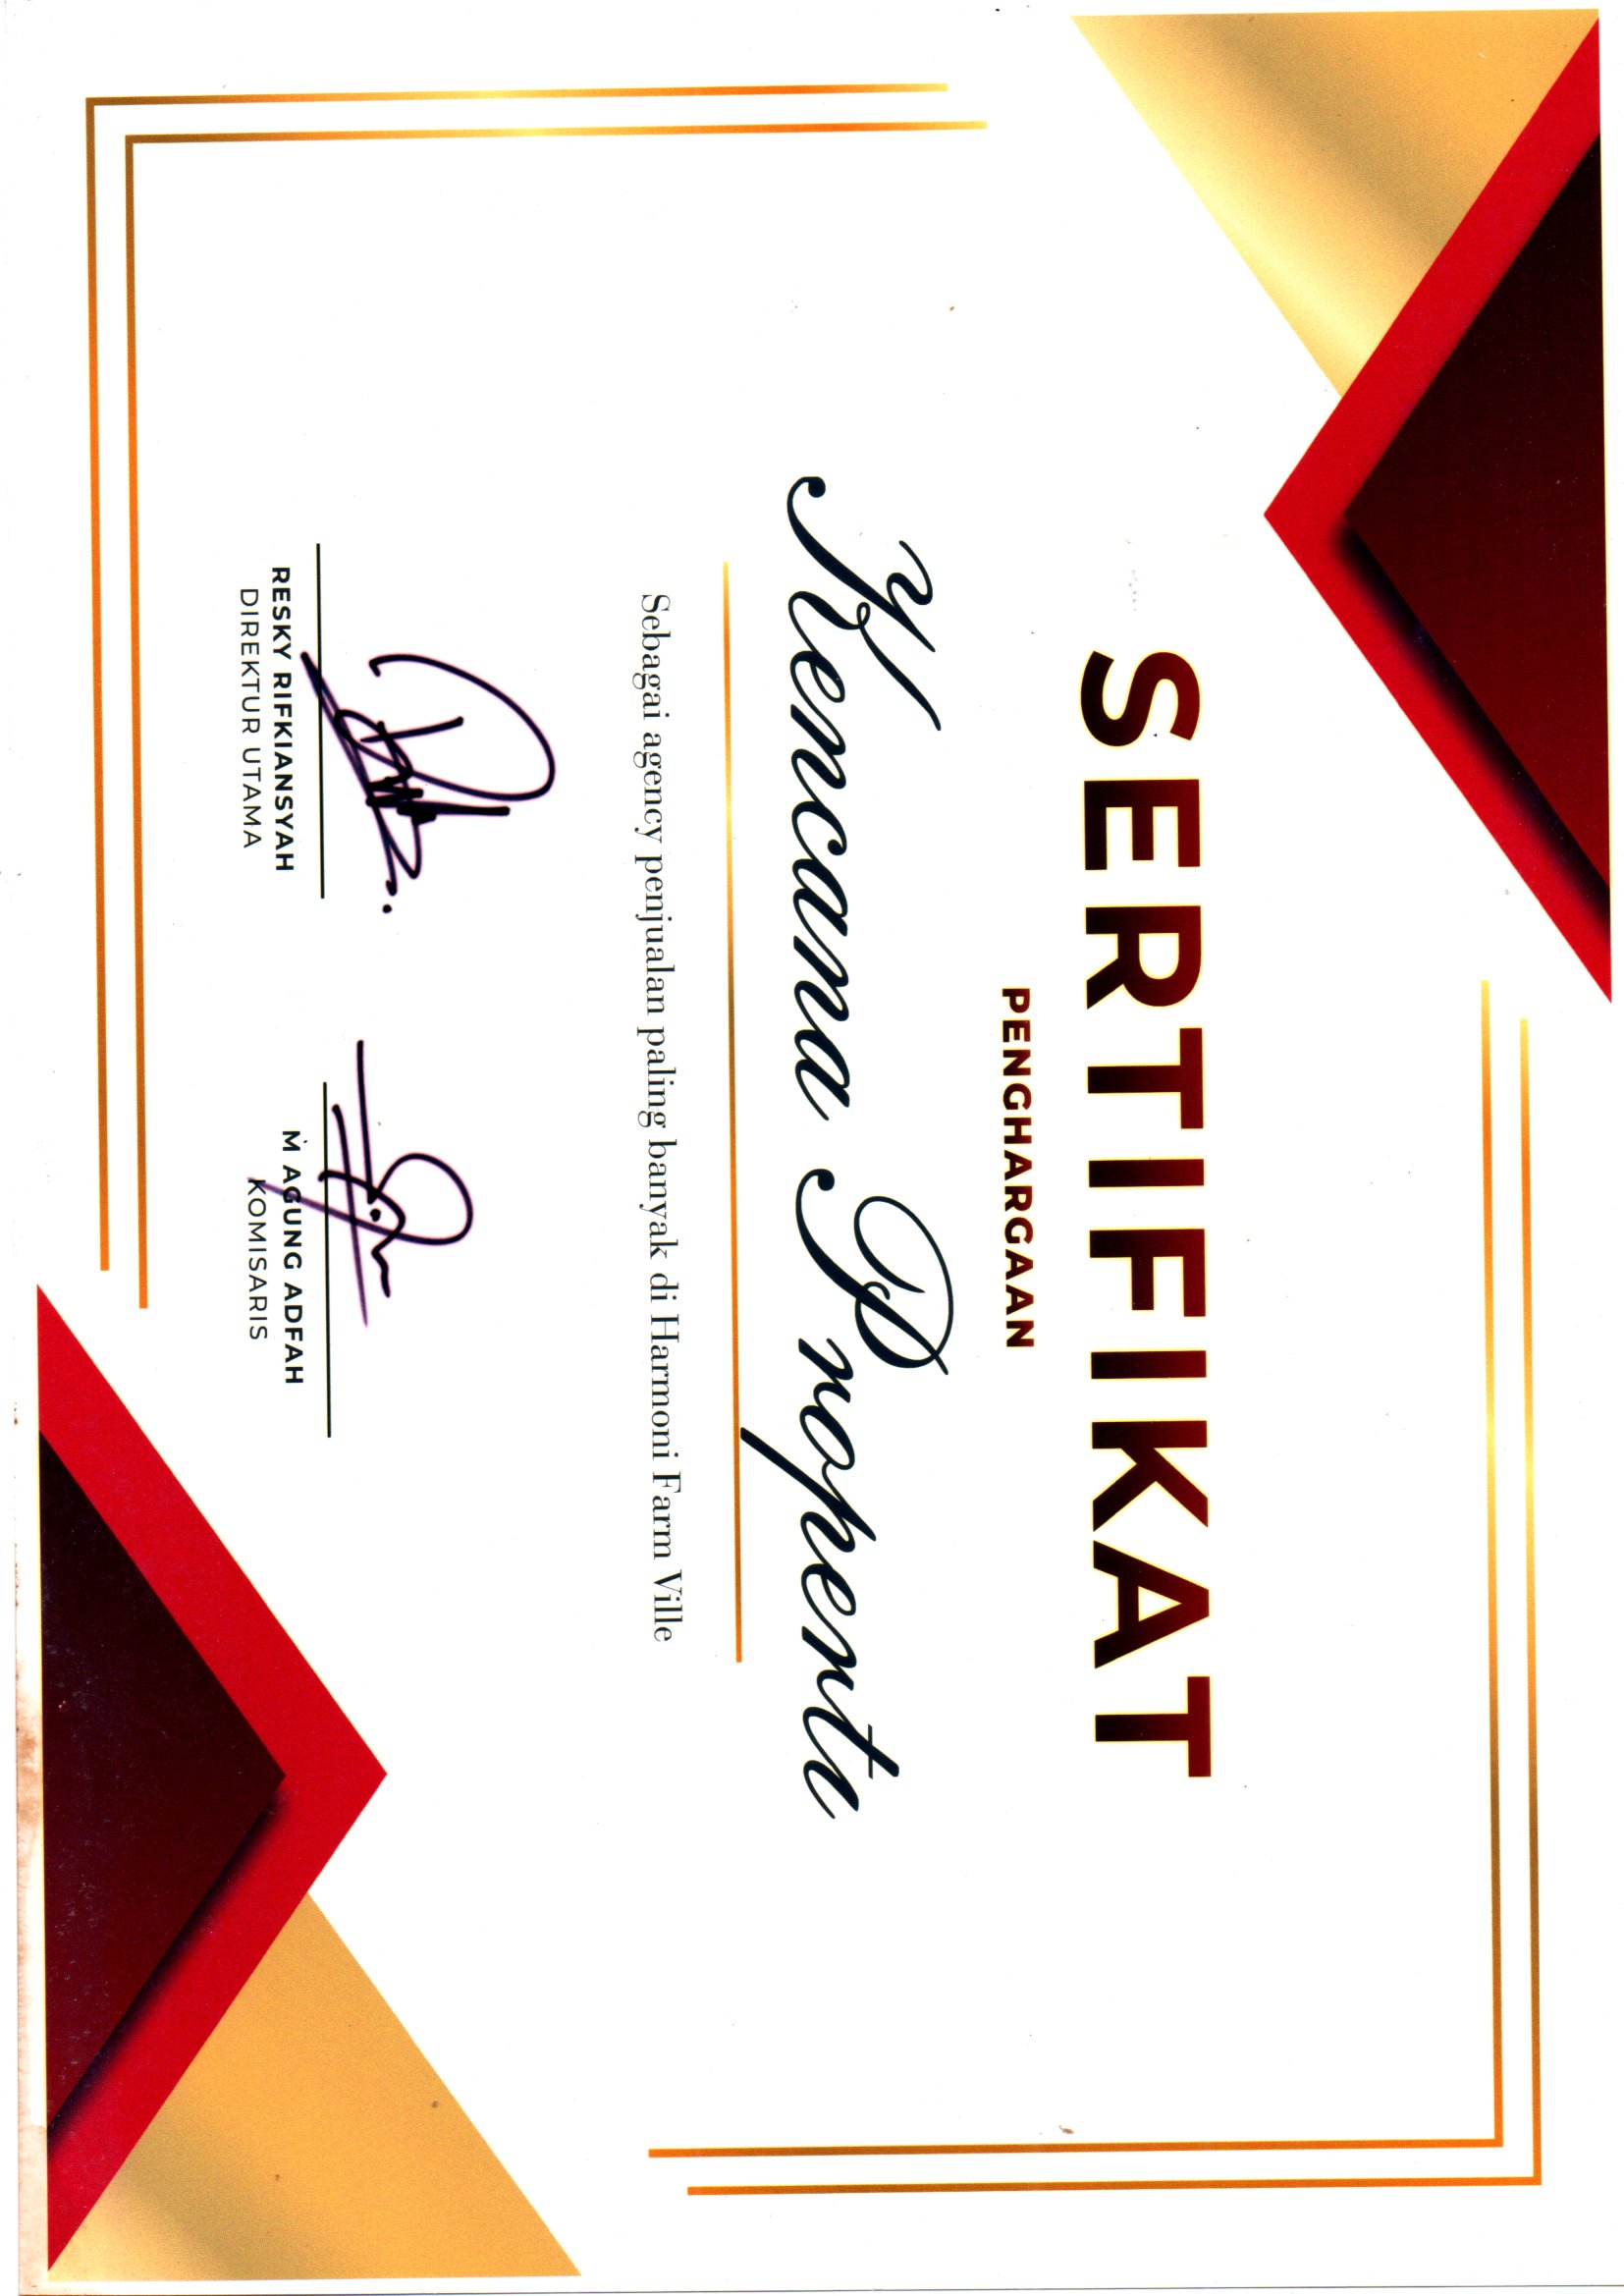 SERTIFIKAT
PENGHARGAAN
Kencana Properti
Sebagai agency penjualan paling banyak di Harmoni Farm Ville
RESKY RIFKIANSYAH
DIREKTUR UTAMA
M AGUNG ADFAH
KOMISARIS